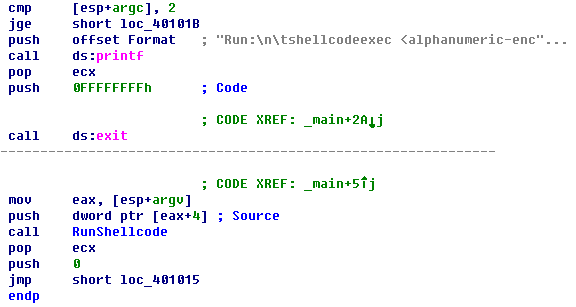 cmp [esp+argc], 2
jge short loc_40101B
push offset Format ; "Run:\n\tshellcodeexec <alphanumeric-enc"...
call ds:printf
pop ecx
push 0FFFFFFFFh ; Code
; CODE XREF: _main+2A↓j
call ds:exit
; CODE XREF: _main+5↑j
mov eax, [esp+argv]
push dword ptr [eax+4] ; Source
call RunShellcode
pop ecx
push 0
jmp short loc_401015
endp